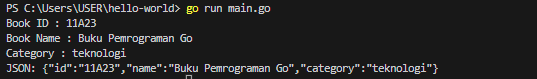 PS C:\Users\USER\hello-world> go run main.go
Book ID : 11A23
Book Name : Buku Pemrograman Go
Category : teknologi
JSON: {"id":"11A23","name":"Buku Pemrograman Go","category":"teknologi"}